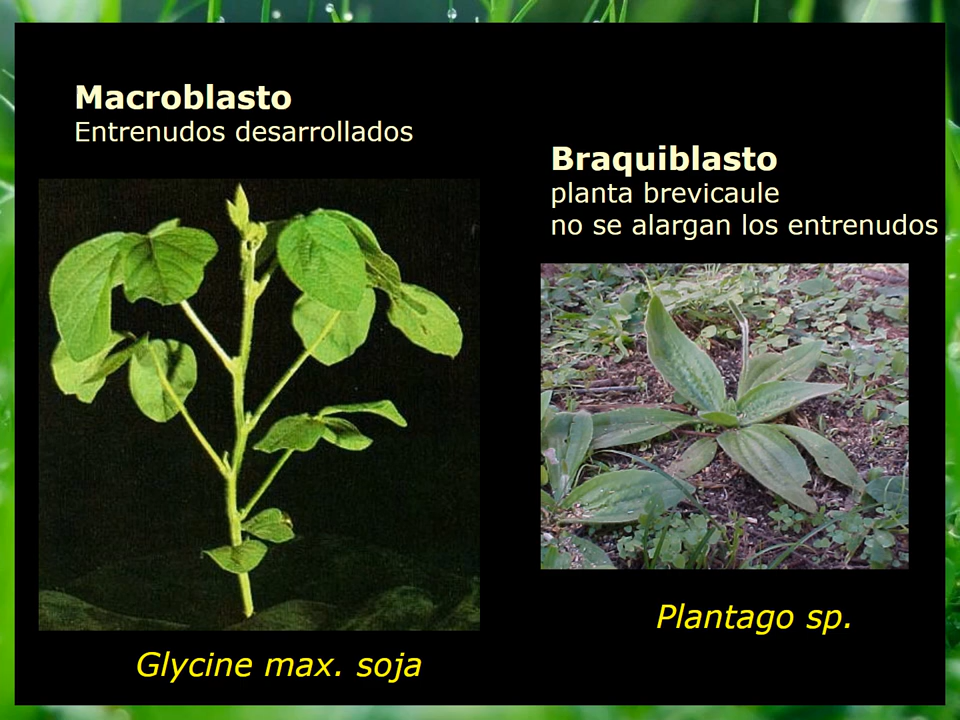 Macroblasto
Entrenudos desarrollados
Braquiblasto
planta brevicaule
no se alargan los entrenudos
Plantago sp.
Glycine max. soja